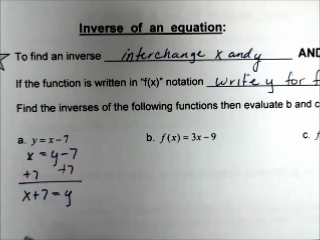 Inverse of an equation:
To find an inverse interchange x and y AND
If the function is written in "f(x)" notation write y for f
Find the inverses of the following functions then evaluate b and c
a. y = x - 7 b. f(x) = 3x - 9 c. f
x = y - 7
+7 +7
x + 7 = y